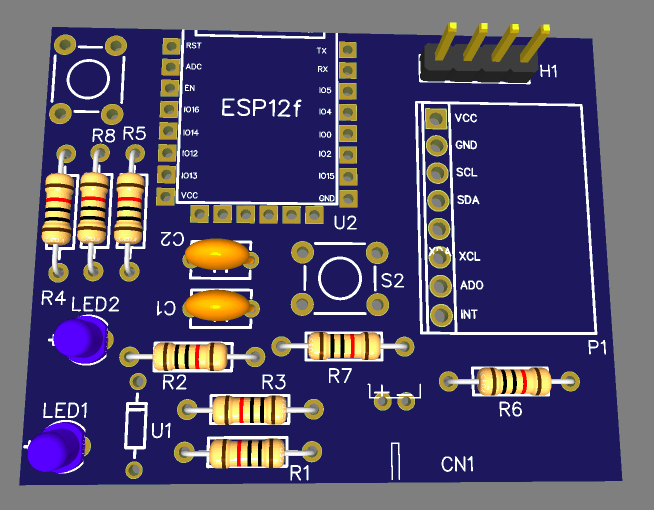 RST
ADC
EN
IO16
IO14
IO12
IO13
VCC
ESP12f
TX
RX
IO5
IO4
IO0
IO2
IO15
GND
U2
H1
VCC
GND
SCL
SDA
XCL
ADO
INT
P1
R8
R5
R4
C2
C1
S2
LED2
R2
R7
R3
R6
LED1
U1
R1
+
CN1